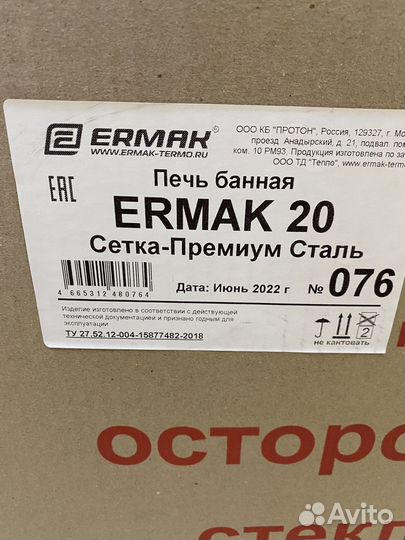 ERMAK®
WWW.ERMAK-TERMO.RU
ООО КБ "ПРОТОН", Россия, 129327, г. Мо
проезд Анадырский, д. 21, подвал. пом
ком. 10 РМ93, Продукция изготовлена по за
ООО ТД "Тепло", www.ermak-term
EAC
Печь банная
ERMAK 20
Сетка-Премиум Сталь
4 665312 480764
Дата: Июнь 2022 г
№ 076
Изделие изготовлено в соответствии с действующей
технической документацией и признано годным для
эксплуатации
ТУ 27.52.12-004-15877482-2018
2
не кантовать
осторо
стекл
Avito